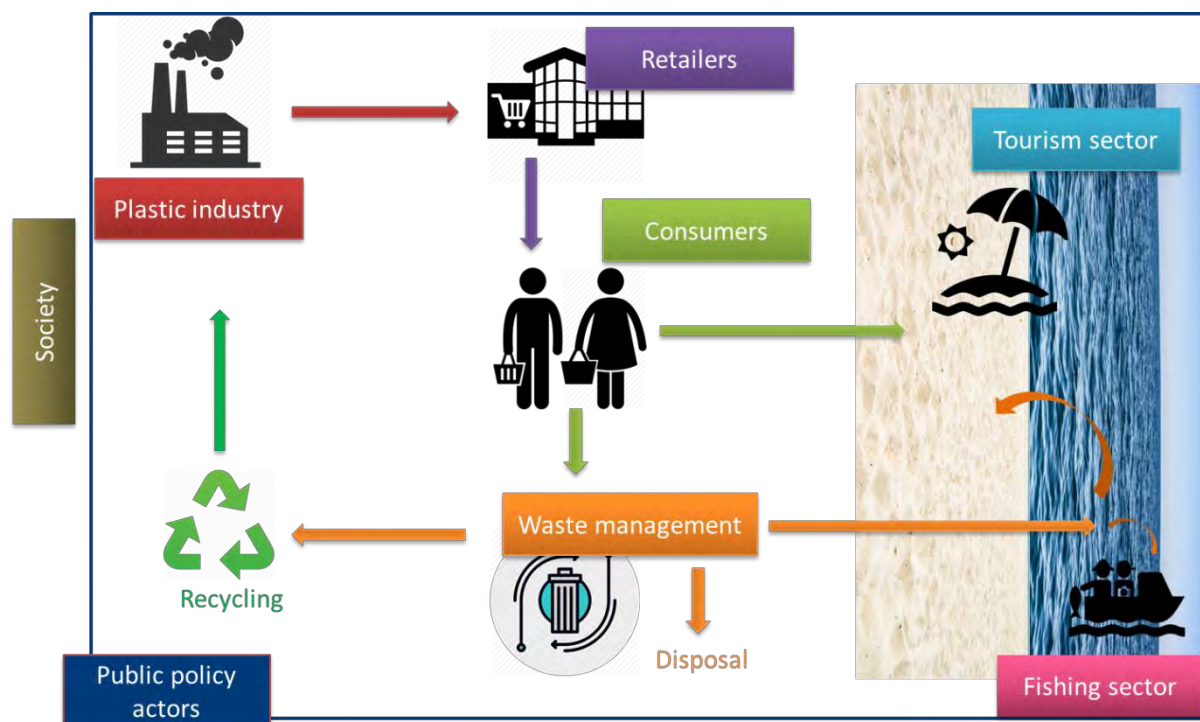 Retailers
Tourism sector
Plastic industry
Consumers
Society
Waste management
Recycling
Disposal
Public policy
actors
Fishing sector